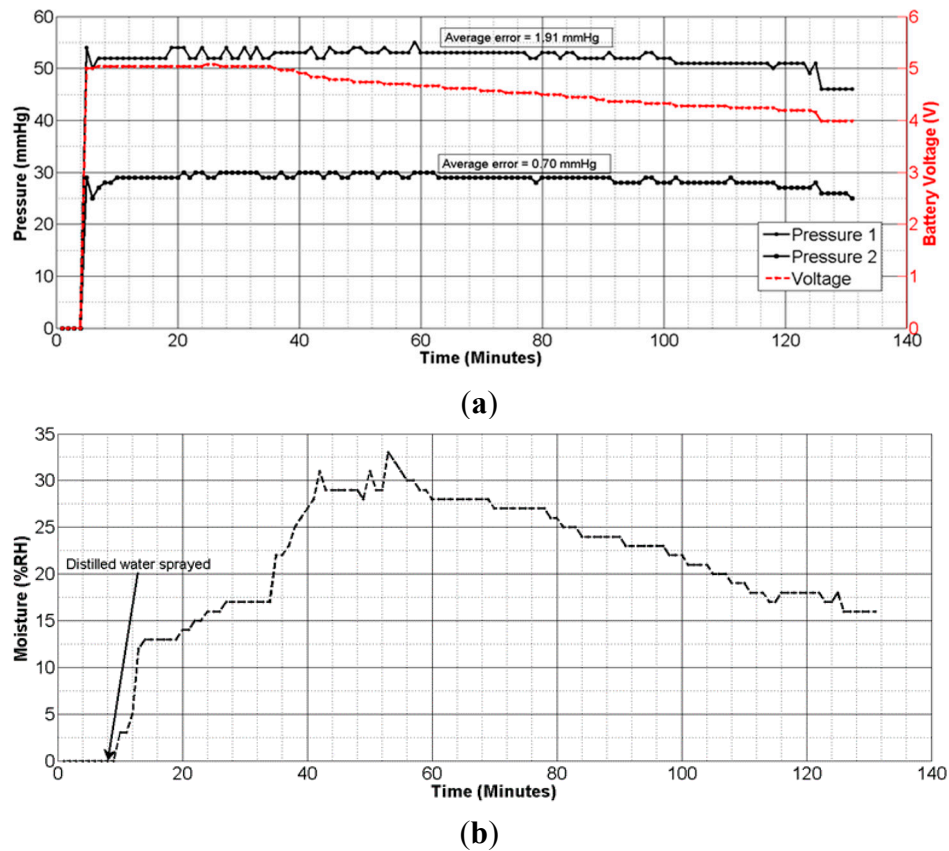 Average error = 1.91 mmHg
Average error = 0.70 mmHg
Pressure (mmHg)
60
50
40
30
20
10
0
Battery Voltage (V)
6
5
4
3
2
1
0
Pressure 1
Pressure 2
Voltage
0 20 40 60 80 100 120 140
Time (Minutes)
(a)
Moisture (%RH)
35
30
25
20
15
10
5
0
Distilled water sprayed
0 20 40 60 80 100 120 140
Time (Minutes)
(b)